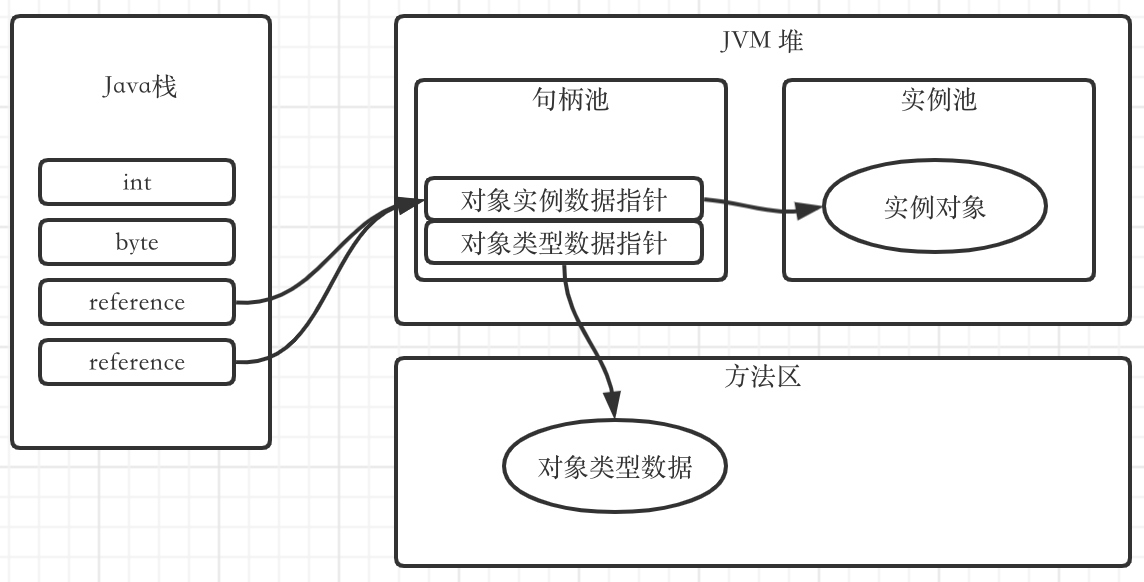 Java栈
int
byte
reference
reference
JVM 堆
句柄池
对象实例数据指针
对象类型数据指针
实例池
实例对象
方法区
对象类型数据